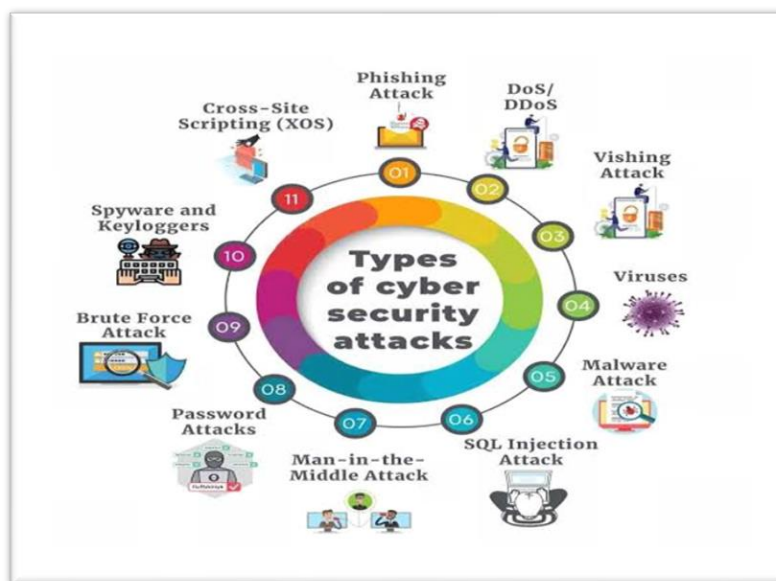 Types
of cyber
security
attacks
01
Phishing
Attack
02
DoS/
DDoS
03
Vishing
Attack
04
Viruses
05
Malware
Attack
06
SQL Injection
Attack
07
Man-in-the-
Middle Attack
08
Password
Attacks
09
Brute Force
Attack
10
Spyware and
Keyloggers
11
Cross-Site
Scripting (XOS)